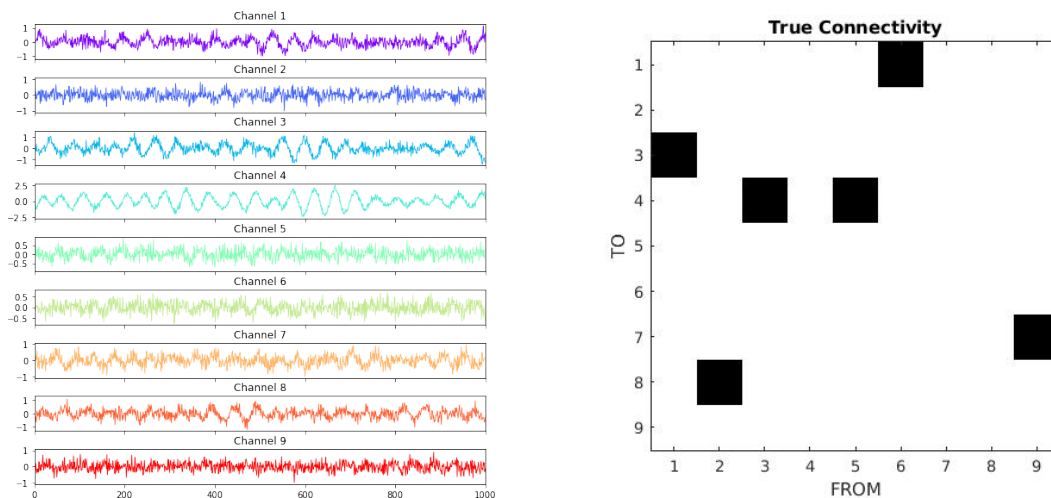 Channel 1
1
0
−1
Channel 2
1
0
−1
Channel 3
1
0
−1
Channel 4
2.5
0.0
−2.5
Channel 5
0.5
0.0
−0.5
Channel 6
0.5
0.0
−0.5
Channel 7
1
0
−1
Channel 8
1
0
−1
Channel 9
1
0
−1
0 200 400 600 800 1000
True Connectivity
TO
1
2
3
4
5
6
7
8
9
1 2 3 4 5 6 7 8 9
FROM